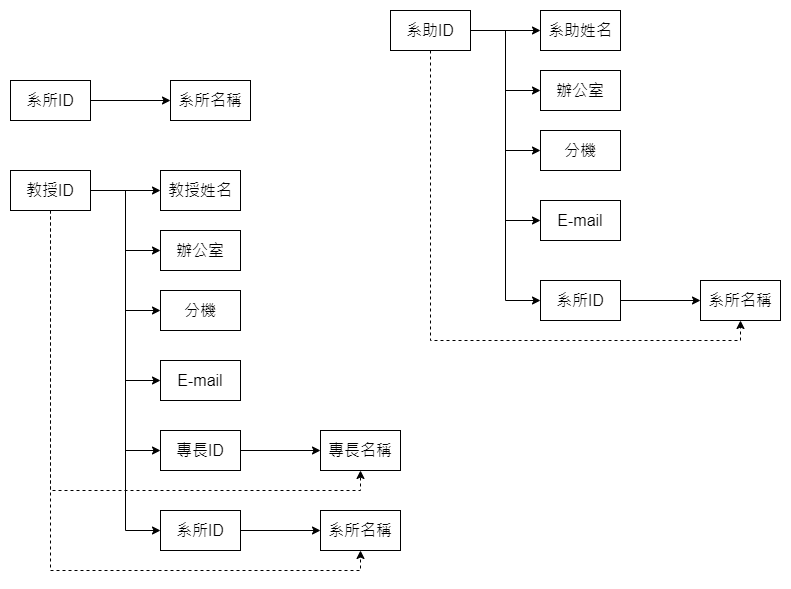 系所ID
系所名稱
教授ID
教授姓名
辦公室
分機
E-mail
專長ID
專長名稱
系所ID
系所名稱
系助ID
系助姓名
辦公室
分機
E-mail
系所ID
系所名稱